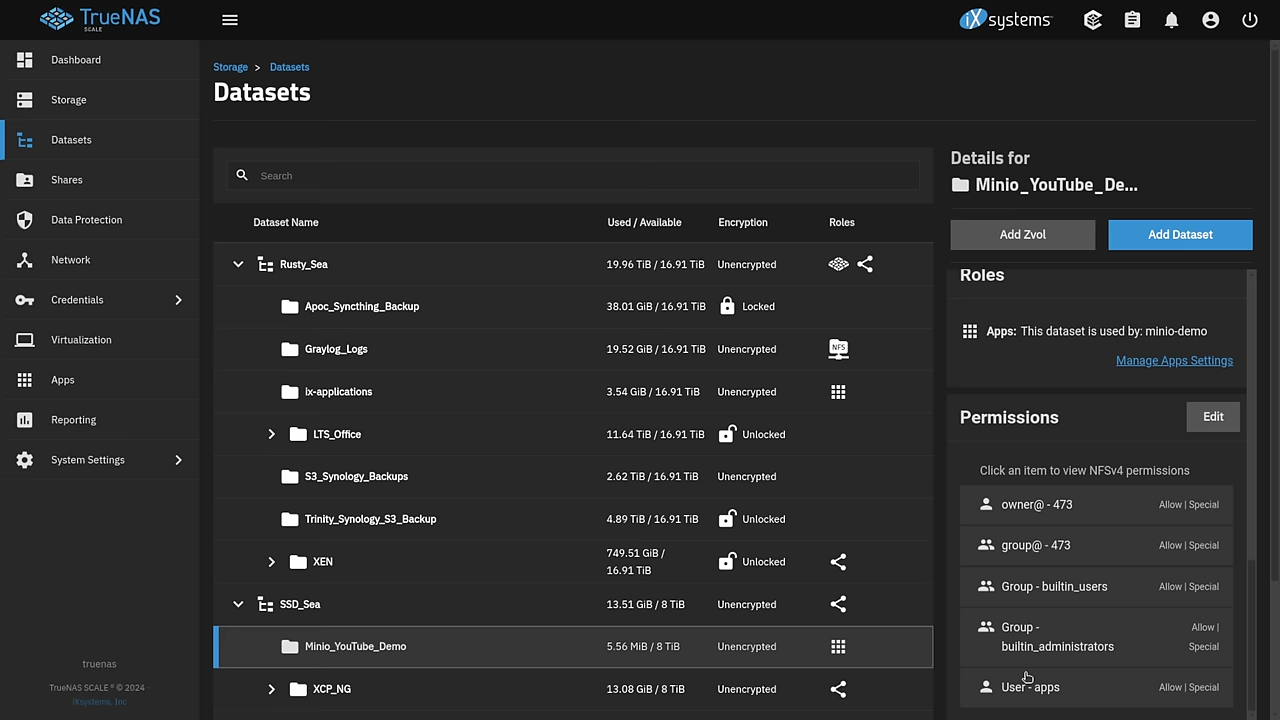 TrueNAS
SCALE
iXsystems
Dashboard
Storage
Datasets
Shares
Data Protection
Network
Credentials
Virtualization
Apps
Reporting
System Settings
truenas
TrueNAS SCALE ® © 2024 -
iXsystems, Inc
Storage > Datasets
Datasets
Search
Dataset Name Used / Available Encryption Roles
Rusty_Sea 19.96 TiB / 16.91 TiB Unencrypted
Apoc_Syncthing_Backup 38.01 GiB / 16.91 TiB Locked
Graylog_Logs 19.52 GiB / 16.91 TiB Unencrypted NFS
ix-applications 3.54 GiB / 16.91 TiB Unencrypted
LTS_Office 11.64 TiB / 16.91 TiB Unlocked
S3_Synology_Backups 2.62 TiB / 16.91 TiB Unencrypted
Trinity_Synology_S3_Backup 4.89 TiB / 16.91 TiB Unlocked
XEN 749.51 GiB / 16.91 TiB Unlocked
SSD_Sea 13.51 GiB / 8 TiB Unencrypted
Minio_YouTube_Demo 5.56 MiB / 8 TiB Unencrypted
XCP_NG 13.08 GiB / 8 TiB Unencrypted
Details for
Minio_YouTube_De...
Add Zvol Add Dataset
Roles
Apps: This dataset is used by: minio-demo
Manage Apps Settings
Permissions Edit
Click an item to view NFSv4 permissions
owner@ - 473 Allow | Special
group@ - 473 Allow | Special
Group - builtin_users Allow | Special
Group - builtin_administrators Allow | Special
User - apps Allow | Special